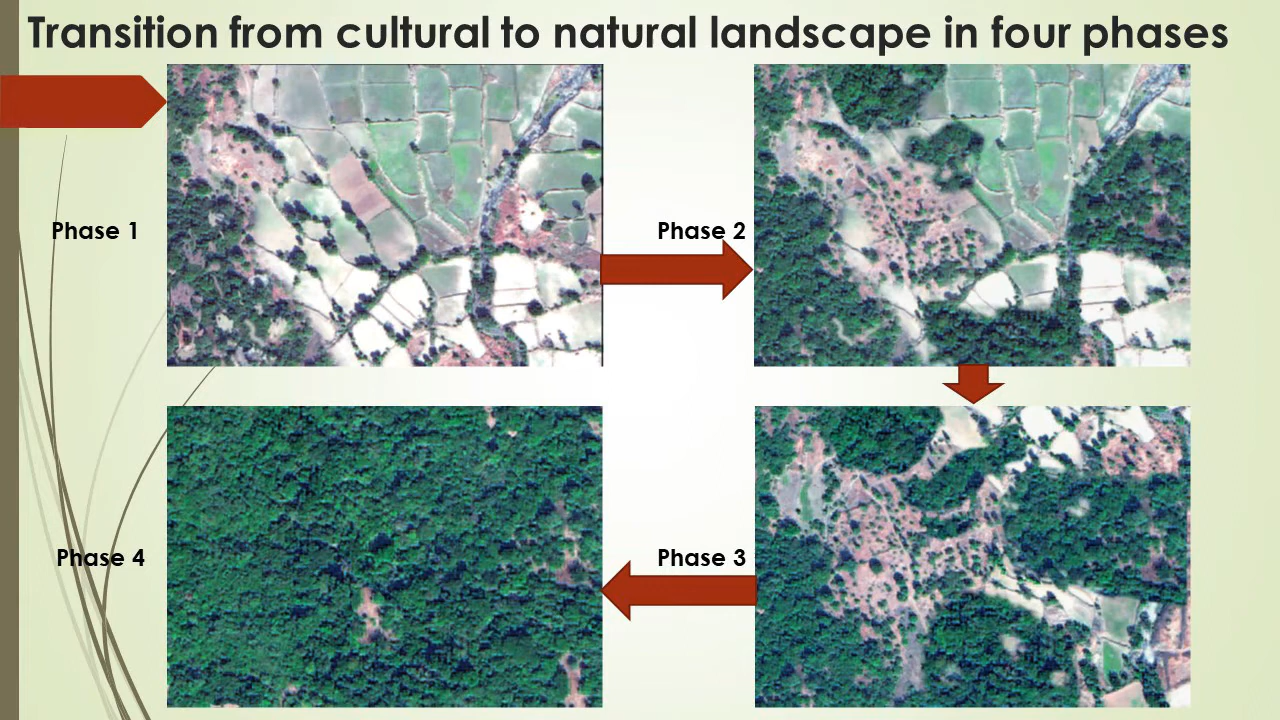 Transition from cultural to natural landscape in four phases
Phase 1
Phase 2
Phase 4
Phase 3